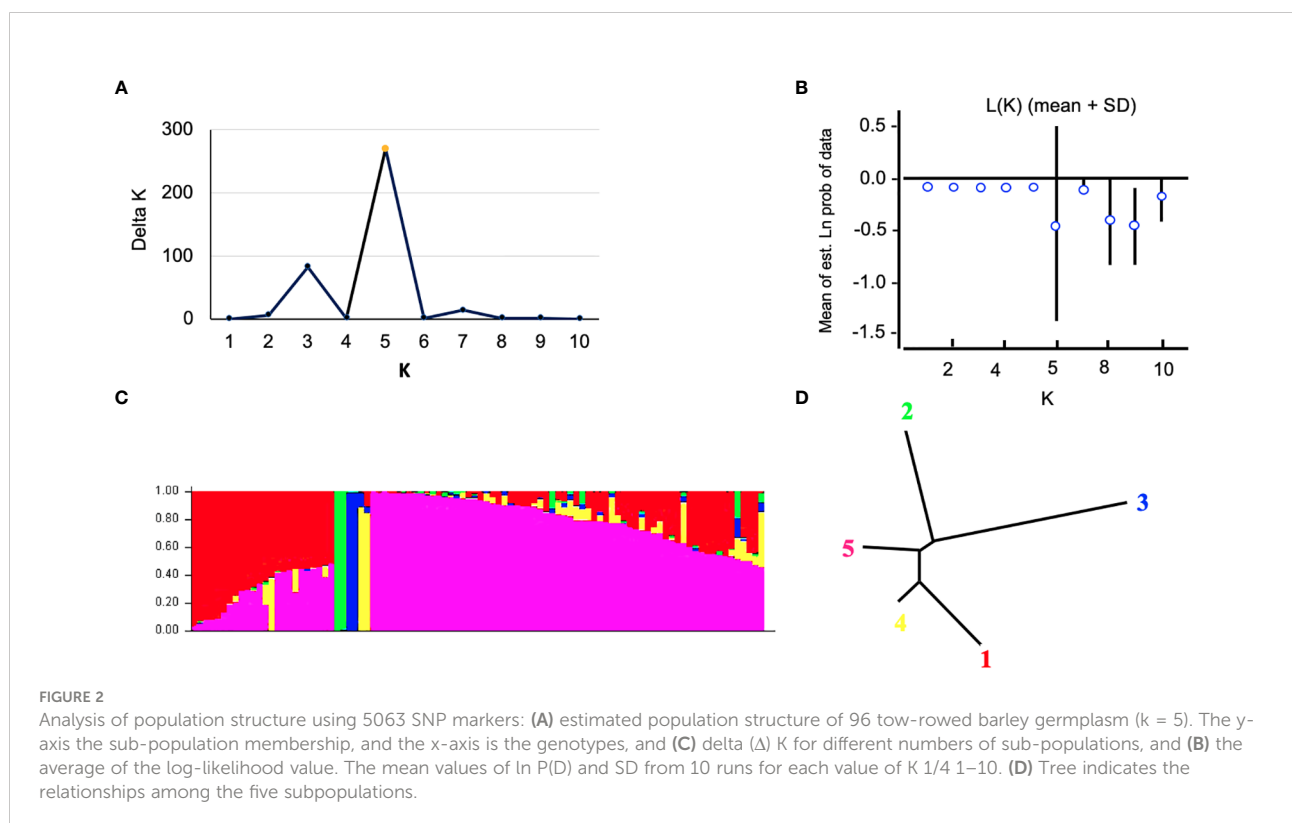 A
300
200
100
0
Delta K
1 2 3 4 5 6 7 8 9 10
K
B
L(K) (mean + SD)
0.5
0.0
-0.5
-1.0
-1.5
Mean of est. Ln prob of data
2 4 5 8 10
K
C
1.00
0.80
0.60
0.40
0.20
0.00
D
2
3
5
4
1
FIGURE 2
Analysis of population structure using 5063 SNP markers: (A) estimated population structure of 96 tow-rowed barley germplasm (k = 5). The y-
axis the sub-population membership, and the x-axis is the genotypes, and (C) delta (Δ) K for different numbers of sub-populations, and (B) the
average of the log-likelihood value. The mean values of ln P(D) and SD from 10 runs for each value of K 1/4 1–10. (D) Tree indicates the
relationships among the five subpopulations.